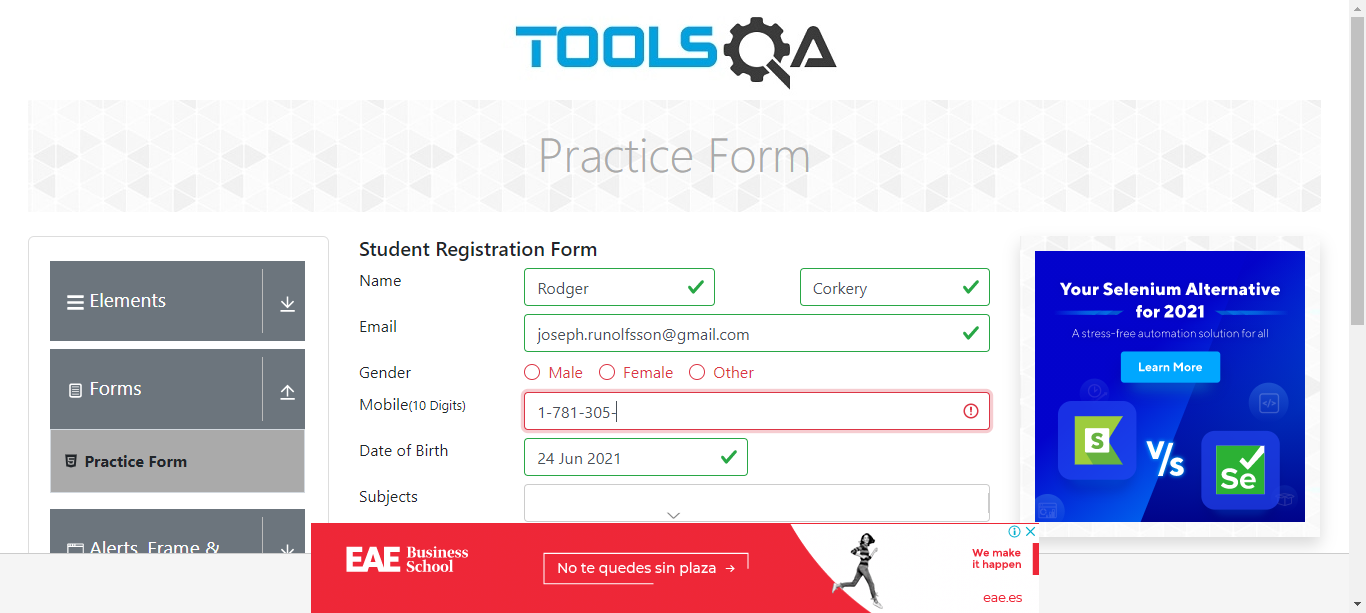 TOOLSQA
Practice Form
Elements
Forms
Practice Form
Alerts, Frame &
Student Registration Form
Name
Rodger
Corkery
Email
joseph.runolfsson@gmail.com
Gender
Male
Female
Other
Mobile(10 Digits)
1-781-305-
Date of Birth
24 Jun 2021
Subjects
Your Selenium Alternative
for 2021
A stress-free automation solution for all
Learn More
S
V/s
Se
EAE Business
School
No te quedes sin plaza →
We make
it happen
eae.es